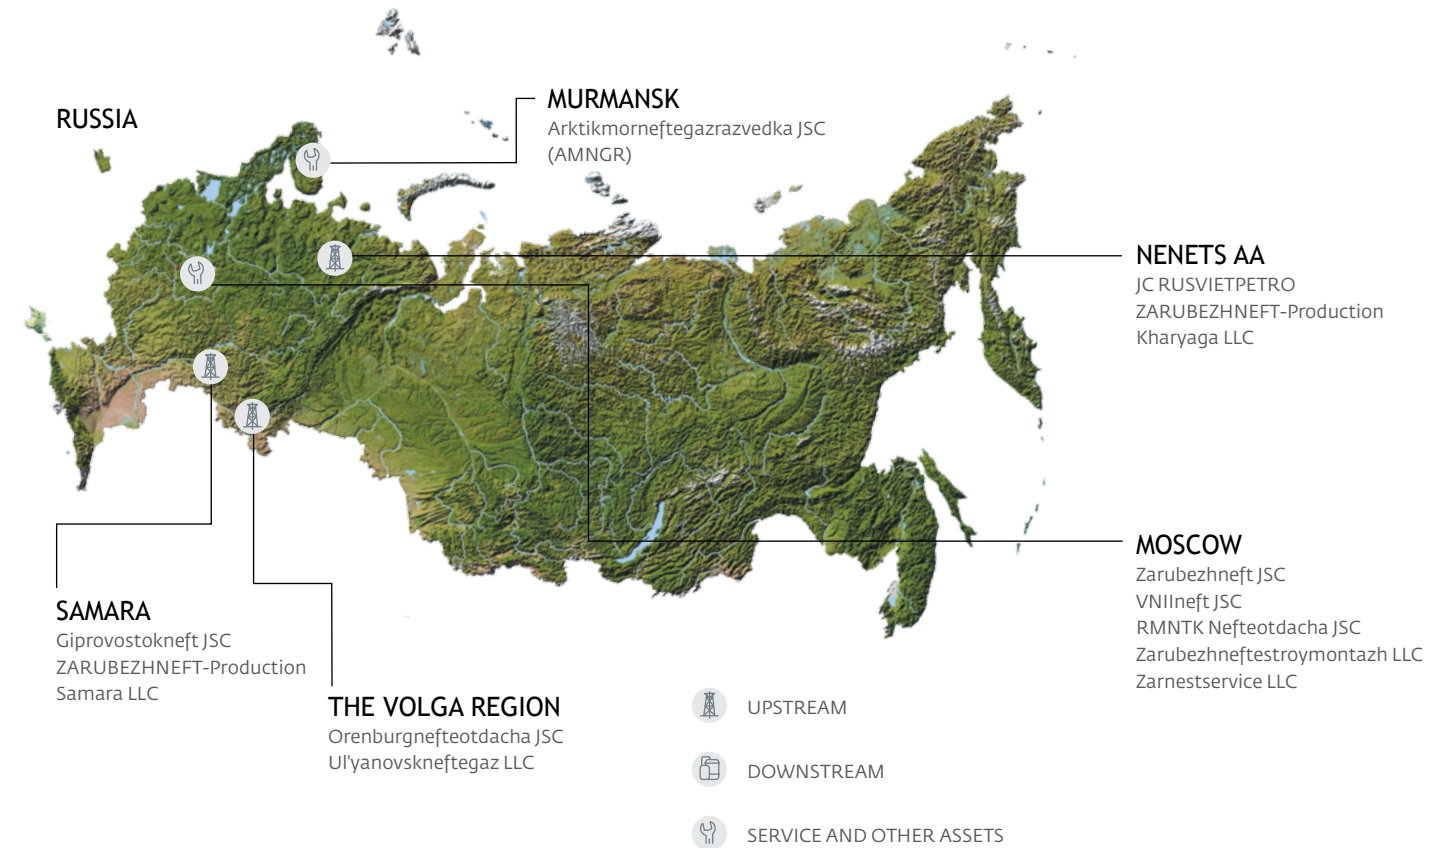 RUSSIA
MURMANSK
Arktikmorneftegazrazvedka JSC
(AMNGR)
NENETS AA
JC RUSVIETPETRO
ZARUBEZHNEFT-Production
Kharyaga LLC
MOSCOW
Zarubezhneft JSC
VNIIneft JSC
RMNTK Nefteotdacha JSC
Zarubezhneftestroymontazh LLC
Zarnestservice LLC
SAMARA
Giprovostokneft JSC
ZARUBEZHNEFT-Production
Samara LLC
THE VOLGA REGION
Orenburgnefteotdacha JSC
Ul'yanovskneftegaz LLC
UPSTREAM
DOWNSTREAM
SERVICE AND OTHER ASSETS